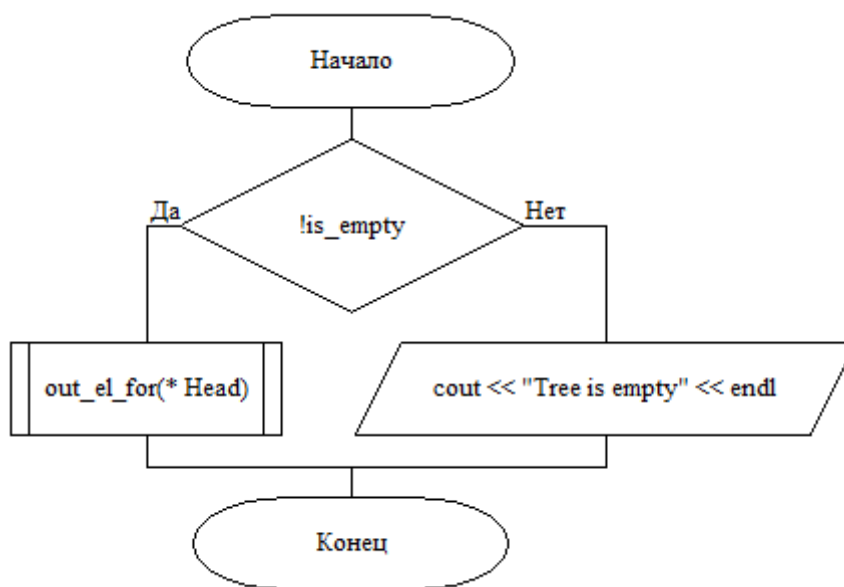 Начало
Да
!is_empty
Нет
out_el_for(* Head)
cout << "Tree is empty" << endl
Конец